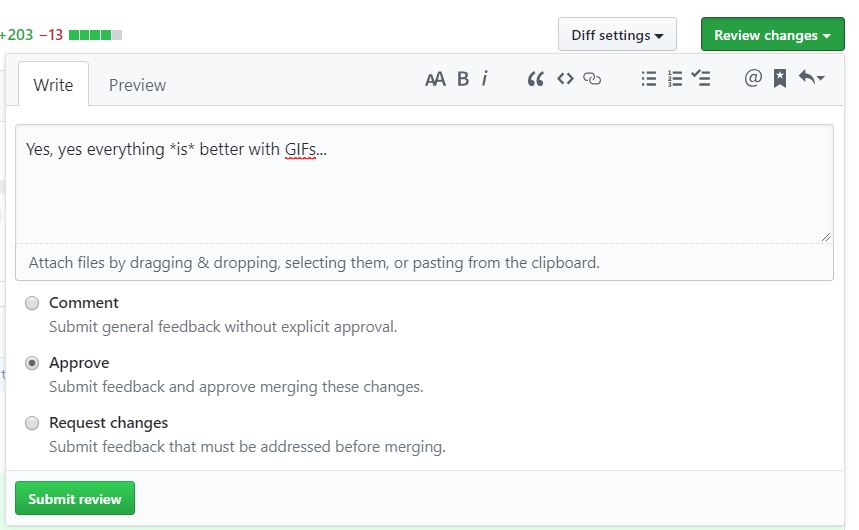 +203 −13
Diff settings
Review changes
Write
Preview
AA B i
@
Yes, yes everything *is* better with GIFs...
Attach files by dragging & dropping, selecting them, or pasting from the clipboard.
Comment
Submit general feedback without explicit approval.
Approve
Submit feedback and approve merging these changes.
Request changes
Submit feedback that must be addressed before merging.
Submit review